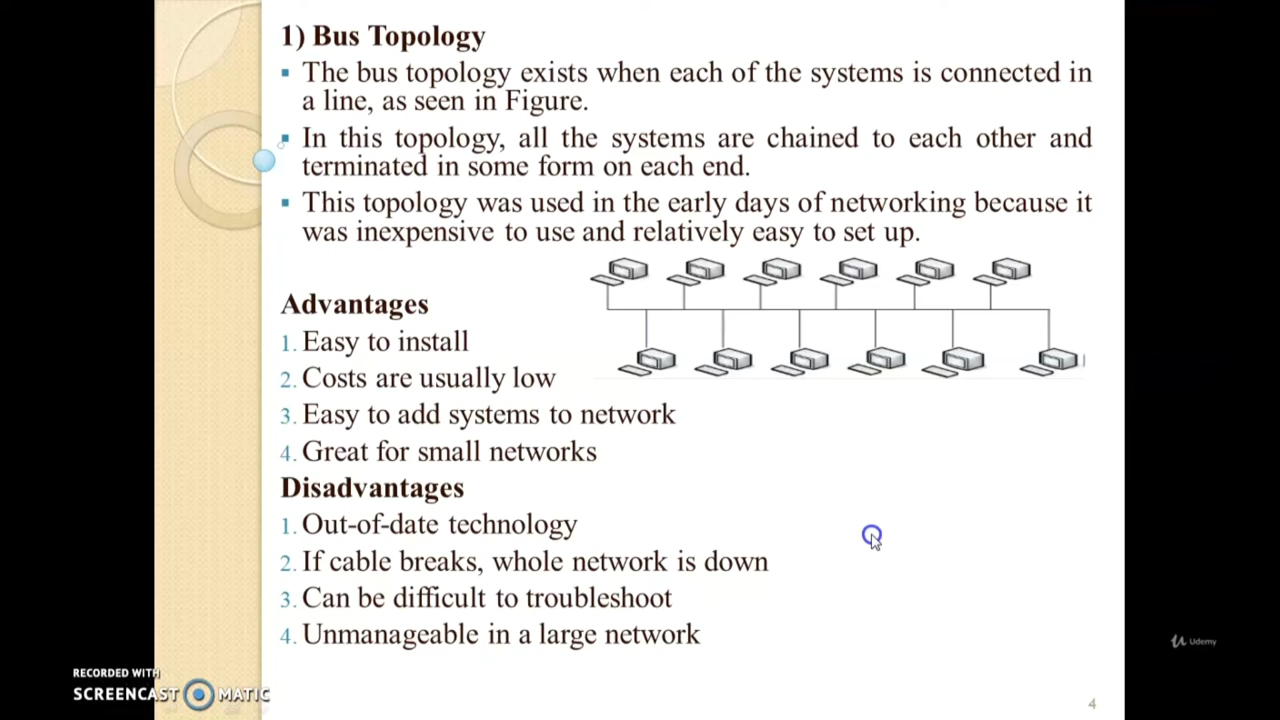 1) Bus Topology
▪ The bus topology exists when each of the systems is connected in
a line, as seen in Figure.
▪ In this topology, all the systems are chained to each other and
terminated in some form on each end.
▪ This topology was used in the early days of networking because it
was inexpensive to use and relatively easy to set up.
Advantages
1. Easy to install
2. Costs are usually low
3. Easy to add systems to network
4. Great for small networks
Disadvantages
1. Out-of-date technology
2. If cable breaks, whole network is down
3. Can be difficult to troubleshoot
4. Unmanageable in a large network
Udemy
RECORDED WITH
SCREENCAST MATIC
4